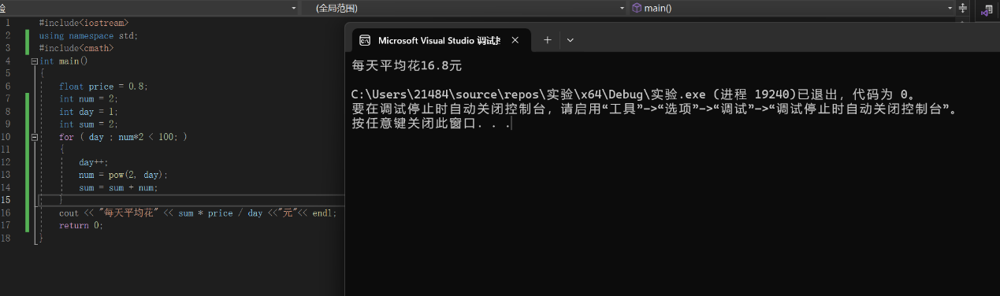 验
(全局范围)
main()
1 #include<iostream>
2 using namespace std;
3 #include<cmath>
4 int main()
5 {
6 float price = 0.8;
7 int num = 2;
8 int day = 1;
9 int sum = 2;
10 for ( day ; num*2 < 100; )
11 {
12 day++;
13 num = pow(2, day);
14 sum = sum + num;
15 }
16 cout << "每天平均花" << sum * price / day <<"元"<< endl;
17 return 0;
18 }
Microsoft Visual Studio 调试
每天平均花16.8元
C:\Users\21484\source\repos\实验\x64\Debug\实验.exe (进程 19240)已退出，代码为 0。
要在调试停止时自动关闭控制台，请启用“工具”->“选项”->“调试”->“调试停止时自动关闭控制台”。
按任意键关闭此窗口. . .